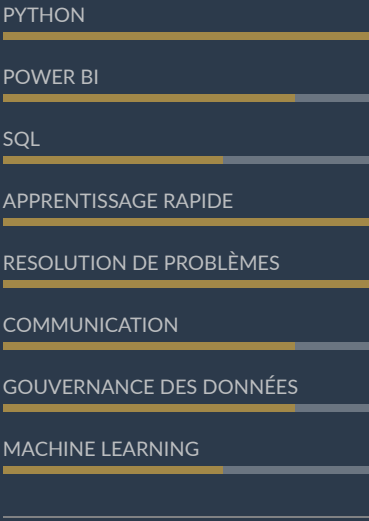 PYTHON
POWER BI
SQL
APPRENTISSAGE RAPIDE
RESOLUTION DE PROBLÈMES
COMMUNICATION
GOUVERNANCE DES DONNÉES
MACHINE LEARNING